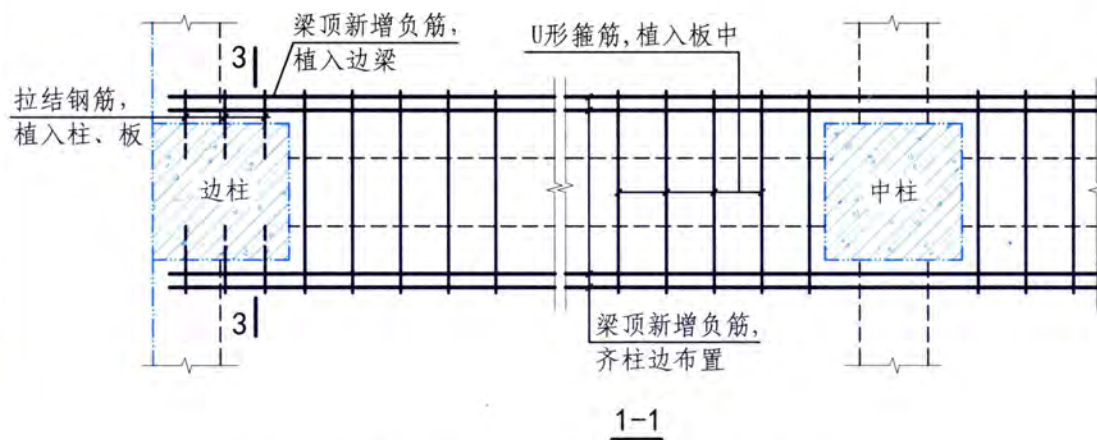 梁顶新增负筋，
植入边梁
U形箍筋,植入板中
3
拉结钢筋，
植入柱、板
边柱
中柱
3
梁顶新增负筋，
齐柱边布置
1-1